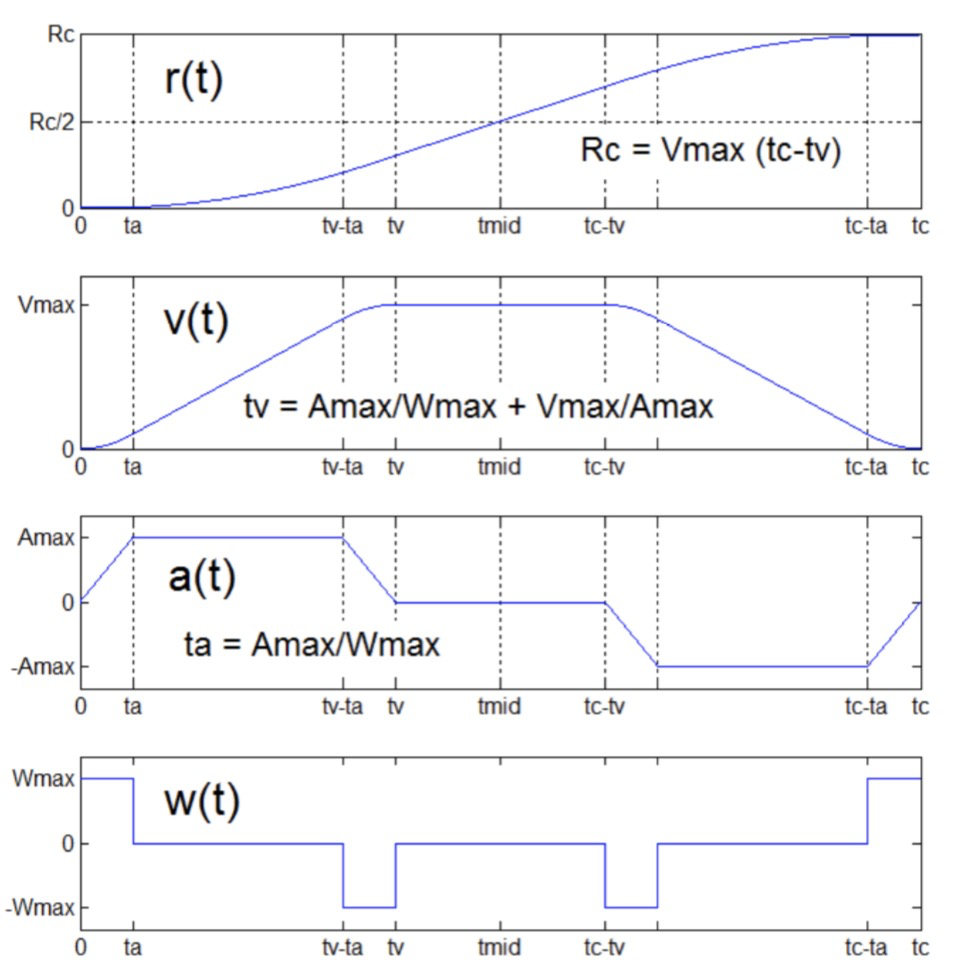 Rc
r(t)
Rc/2
Rc = Vmax (tc-tv)
0
0 ta tv-ta tv tmid tc-tv tc-ta tc
Vmax
v(t)
tv = Amax/Wmax + Vmax/Amax
0
0 ta tv-ta tv tmid tc-tv tc-ta tc
Amax
a(t)
0
ta = Amax/Wmax
-Amax
0 ta tv-ta tv tmid tc-tv tc-ta tc
Wmax
w(t)
0
-Wmax
0 ta tv-ta tv tmid tc-tv tc-ta tc